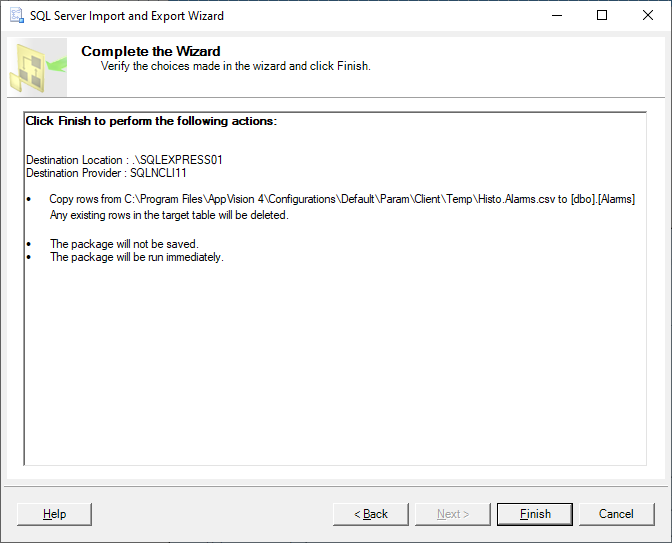 SQL Server Import and Export Wizard
Complete the Wizard
Verify the choices made in the wizard and click Finish.
Click Finish to perform the following actions:
Destination Location : .\SQLEXPRESS01
Destination Provider : SQLNCLI11
• Copy rows from C:\Program Files\AppVision 4\Configurations\Default\Param\Client\Temp\Histo.Alarms.csv to [dbo].[Alarms]
Any existing rows in the target table will be deleted.
• The package will not be saved.
• The package will be run immediately.
Help < Back Next > Finish Cancel